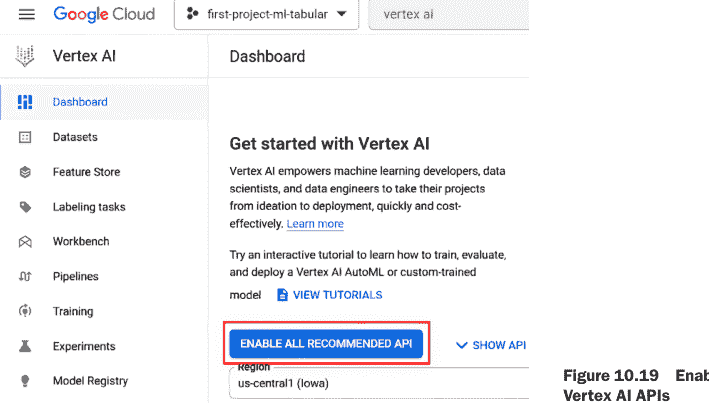 Google Cloud
first-project-ml-tabular
vertex ai
Vertex AI
Dashboard
Dashboard
Datasets
Feature Store
Labeling tasks
Workbench
Pipelines
Training
Experiments
Model Registry
Get started with Vertex AI
Vertex AI empowers machine learning developers, data
scientists, and data engineers to take their projects
from ideation to deployment, quickly and cost-
effectively. Learn more
Try an interactive tutorial to learn how to train, evaluate,
and deploy a Vertex AI AutoML or custom-trained
model VIEW TUTORIALS
ENABLE ALL RECOMMENDED API
SHOW API
Region
us-central1 (Iowa)
Figure 10.19 Enab
Vertex AI APIs